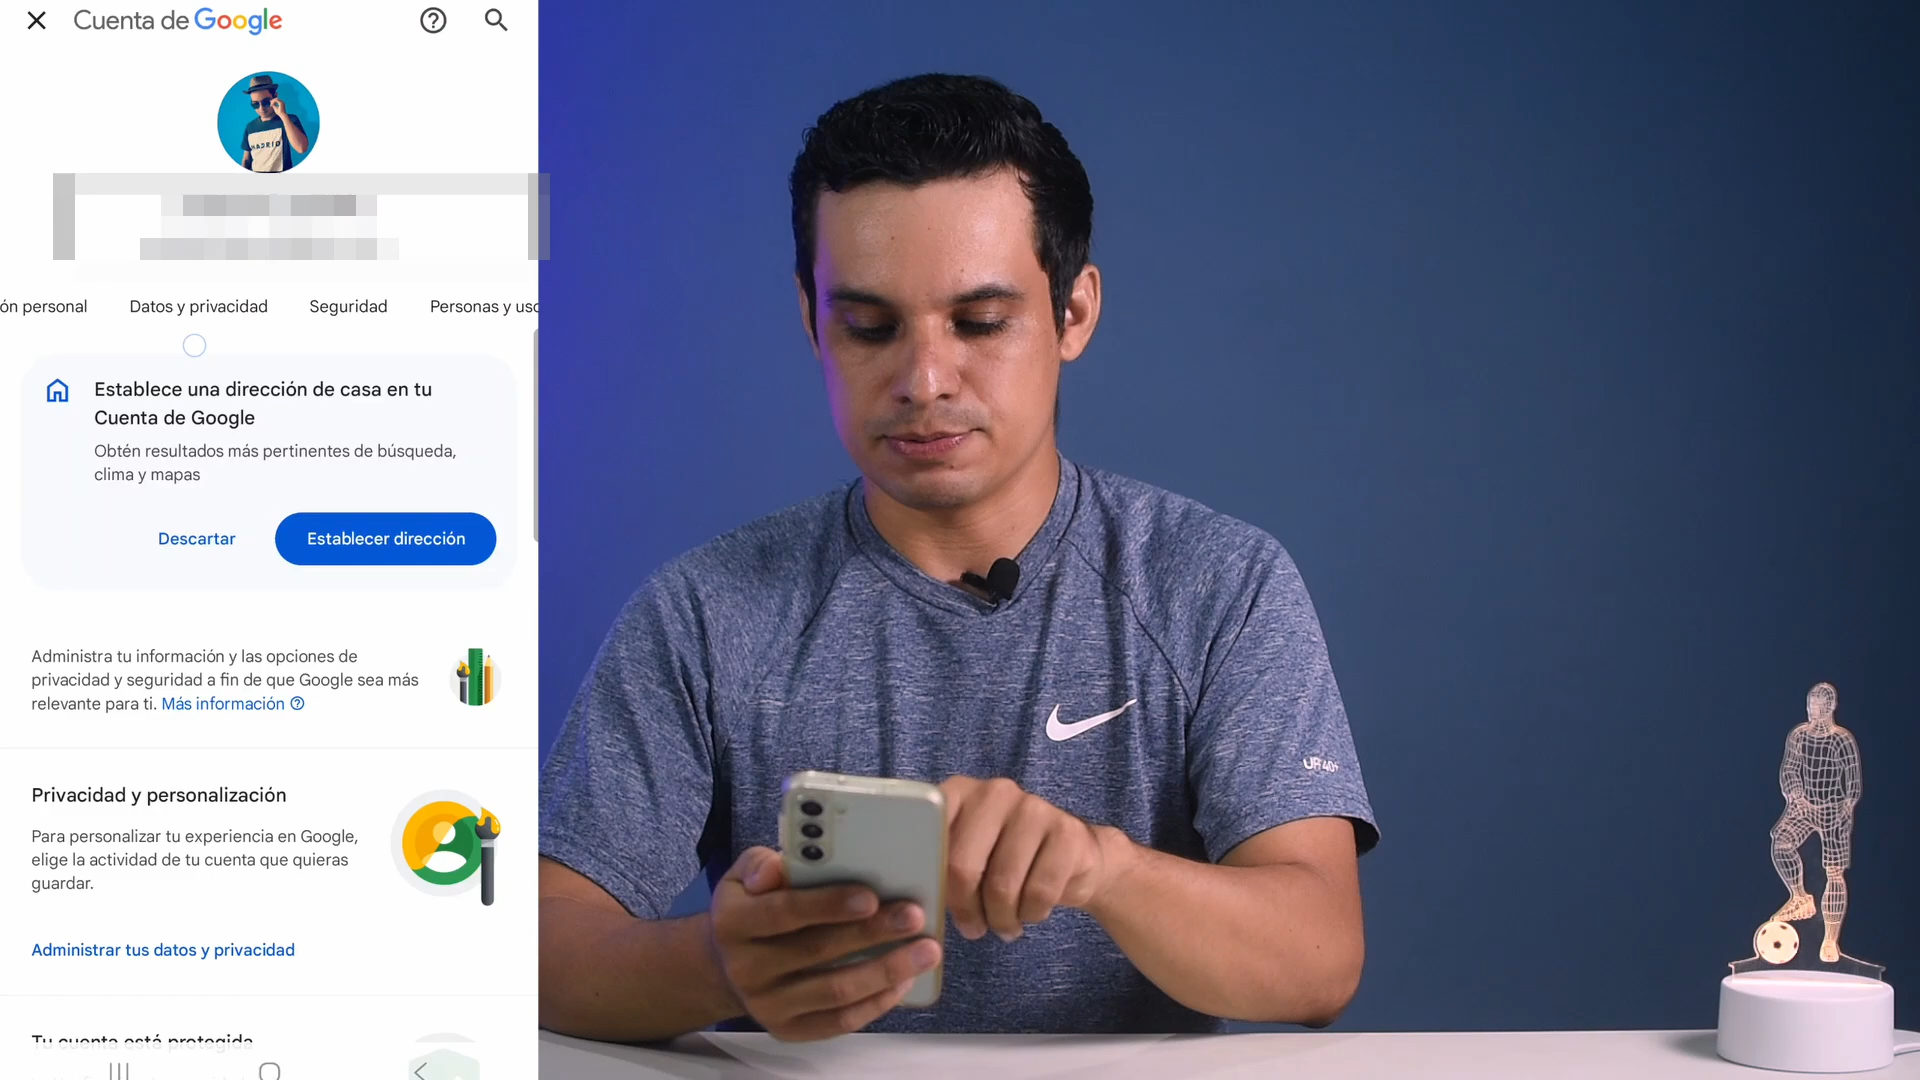 Cuenta de Google
MADRID
ón personal
Datos y privacidad
Seguridad
Personas y uso
Establece una dirección de casa en tu
Cuenta de Google
Obtén resultados más pertinentes de búsqueda,
clima y mapas
Descartar
Establecer dirección
Administra tu información y las opciones de
privacidad y seguridad a fin de que Google sea más
relevante para ti. Más información
Privacidad y personalización
Para personalizar tu experiencia en Google,
elige la actividad de tu cuenta que quieras
guardar.
Administrar tus datos y privacidad
Tu cuenta está protegida